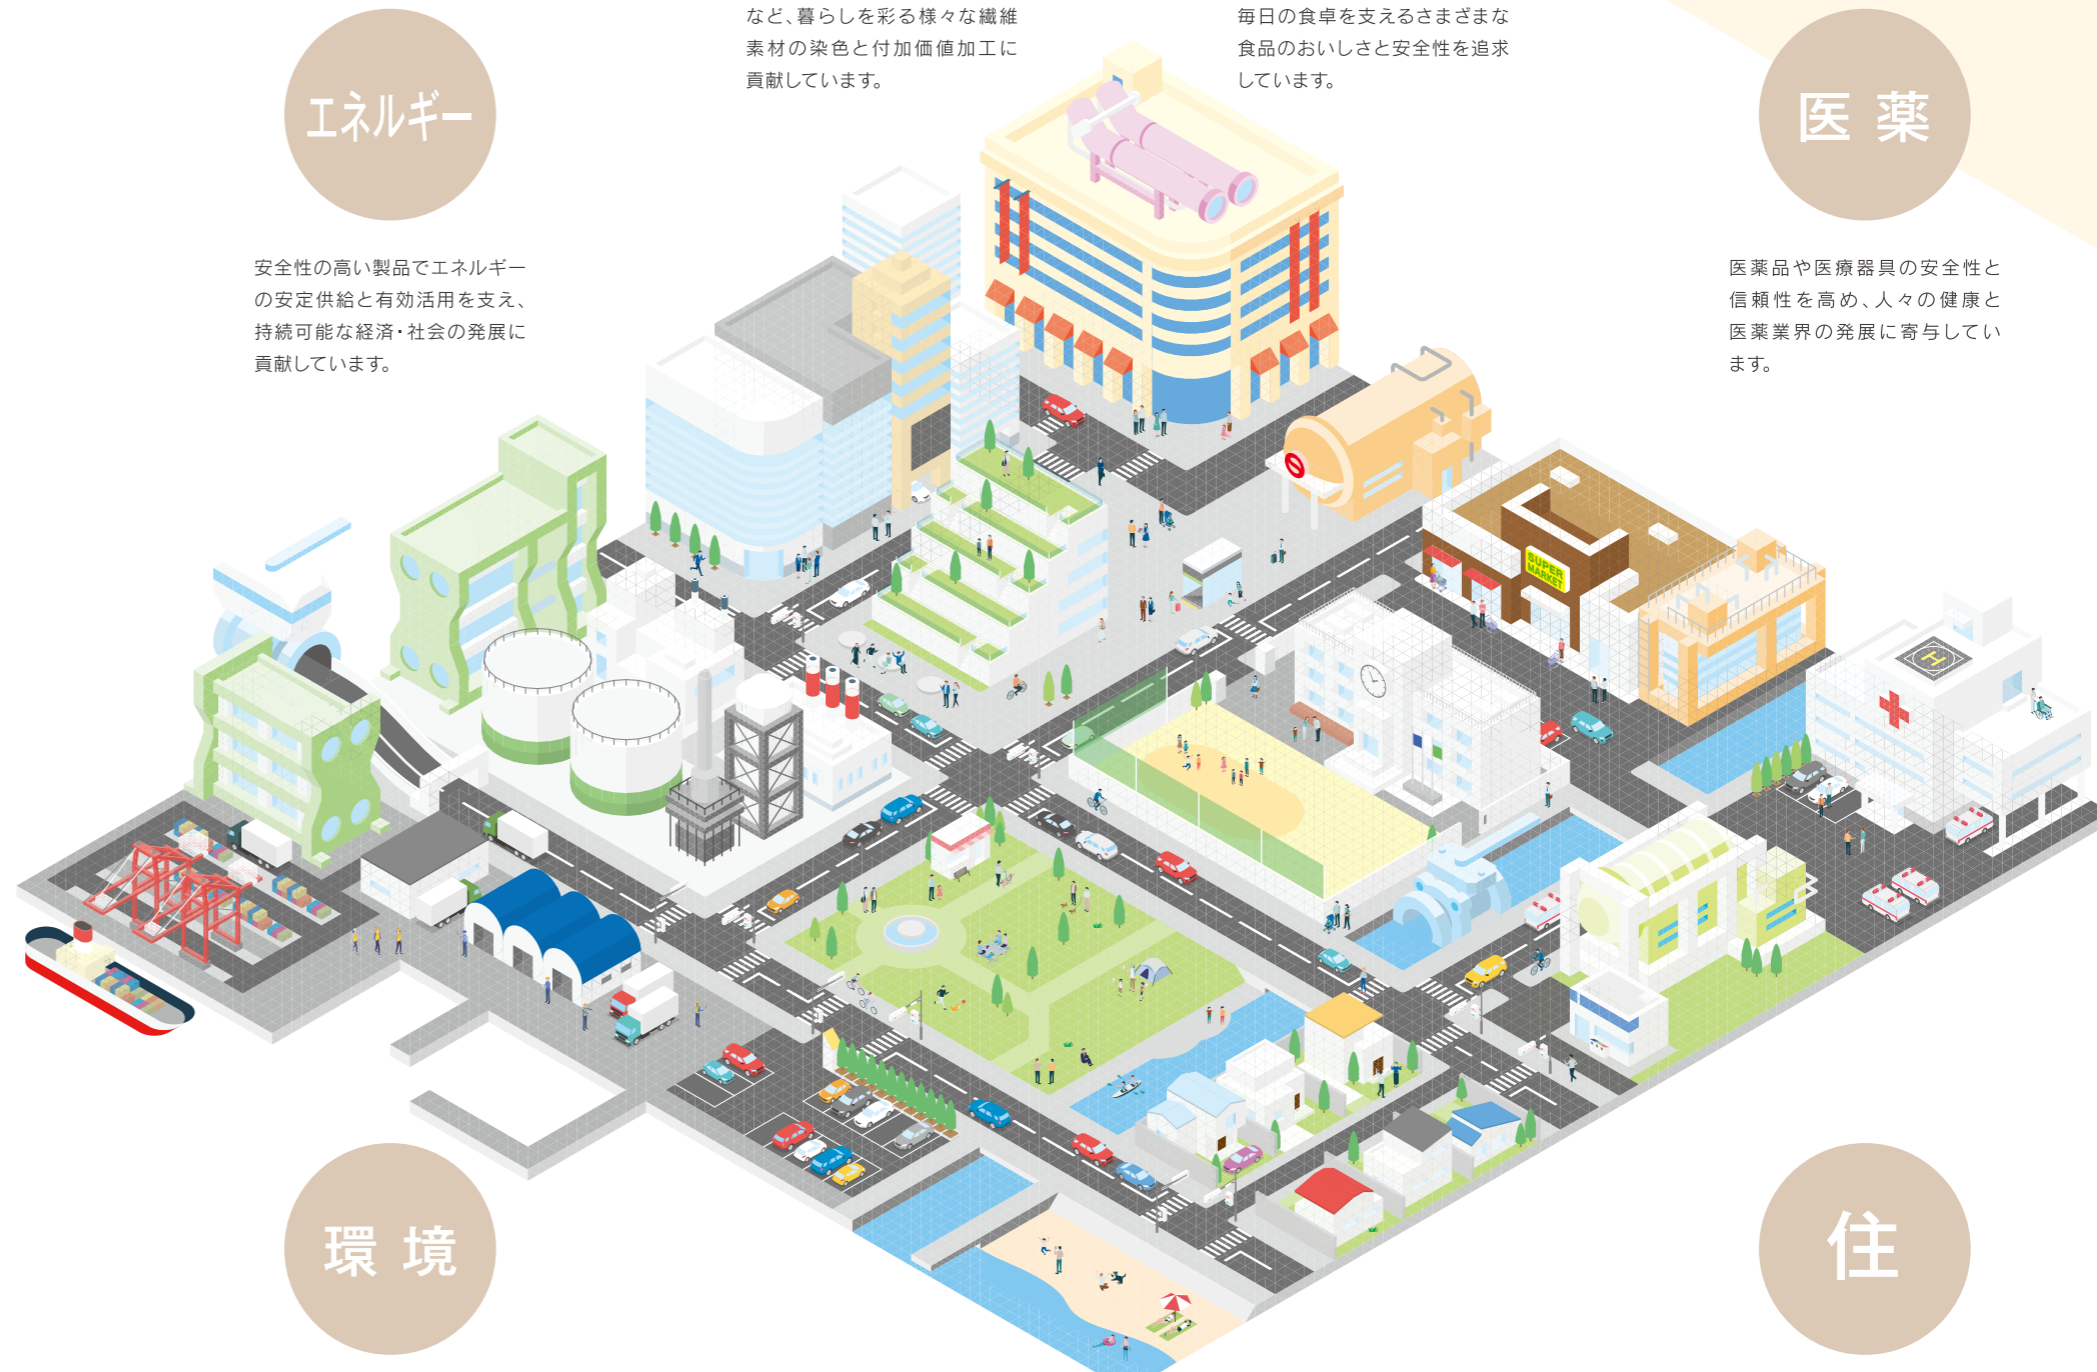 など、暮らしを彩る様々な繊維
素材の染色と付加価値加工に
貢献しています。
毎日の食卓を支えるさまざまな
食品のおいしさと安全性を追求
しています。
エネルギー
安全性の高い製品でエネルギー
の安定供給と有効活用を支え、
持続可能な経済・社会の発展に
貢献しています。
医薬
医薬品や医療器具の安全性と
信頼性を高め、人々の健康と
医薬業界の発展に寄与してい
ます。
SUPER
MARKET
H
環境
住